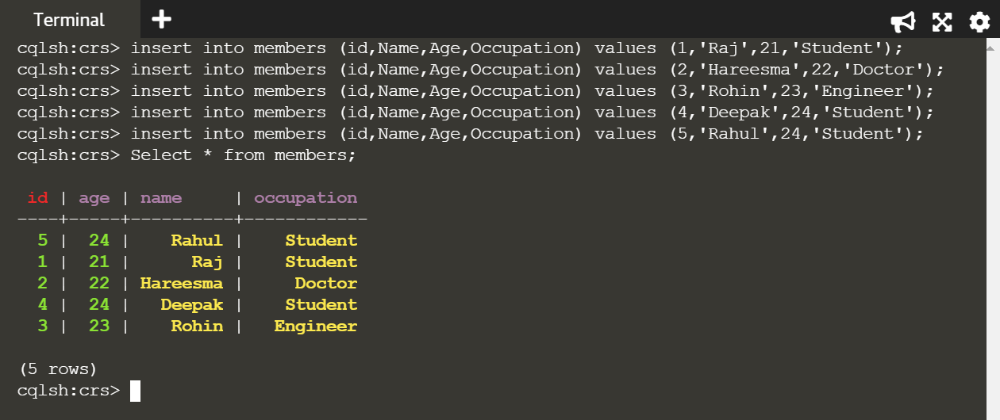 Terminal
cqlsh:crs> insert into members (id,Name,Age,Occupation) values (1,'Raj',21,'Student');
cqlsh:crs> insert into members (id,Name,Age,Occupation) values (2,'Hareesma',22,'Doctor');
cqlsh:crs> insert into members (id,Name,Age,Occupation) values (3,'Rohin',23,'Engineer');
cqlsh:crs> insert into members (id,Name,Age,Occupation) values (4,'Deepak',24,'Student');
cqlsh:crs> insert into members (id,Name,Age,Occupation) values (5,'Rahul',24,'Student');
cqlsh:crs> Select * from members;
 id | age | name     | occupation
----+-----+----------+------------
  5 |  24 |    Rahul |    Student
  1 |  21 |      Raj |    Student
  2 |  22 | Hareesma |     Doctor
  4 |  24 |   Deepak |    Student
  3 |  23 |    Rohin |   Engineer
(5 rows)
cqlsh:crs>